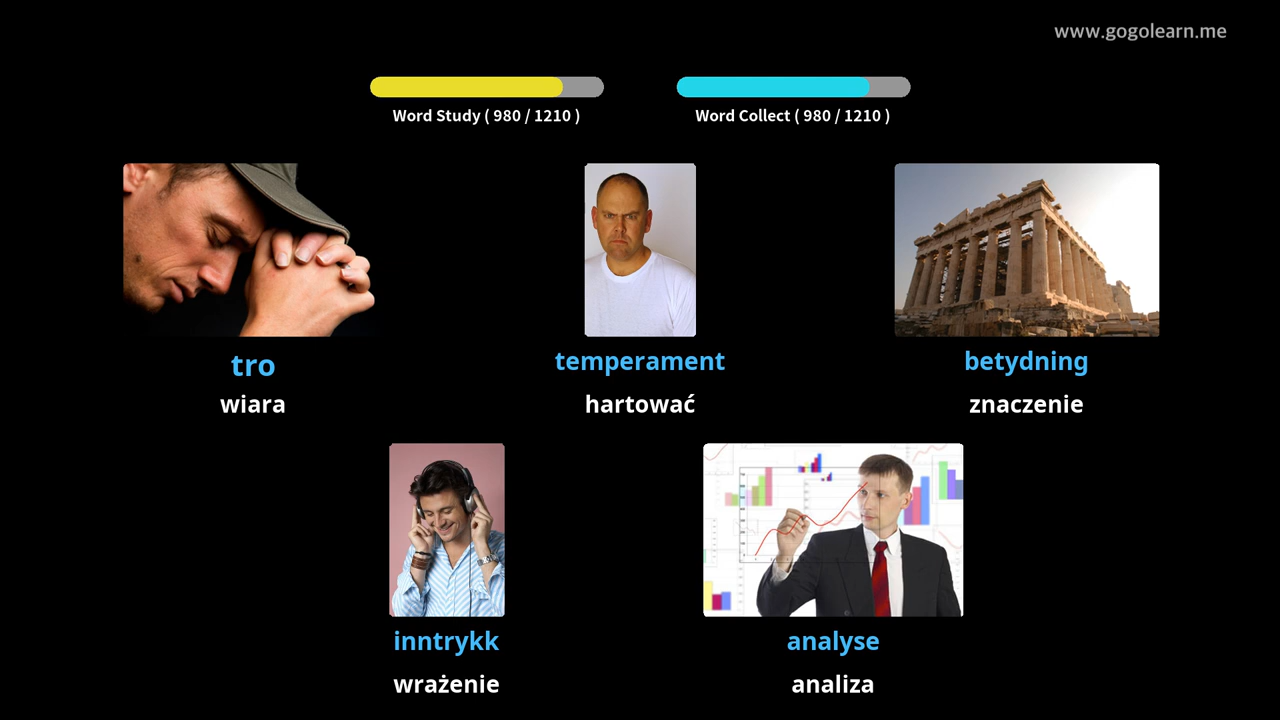 www.gogolearn.me
Word Study ( 980 / 1210 )
Word Collect ( 980 / 1210 )
tro
temperament
betydning
wiara
hartować
znaczenie
inntrykk
analyse
wrażenie
analiza